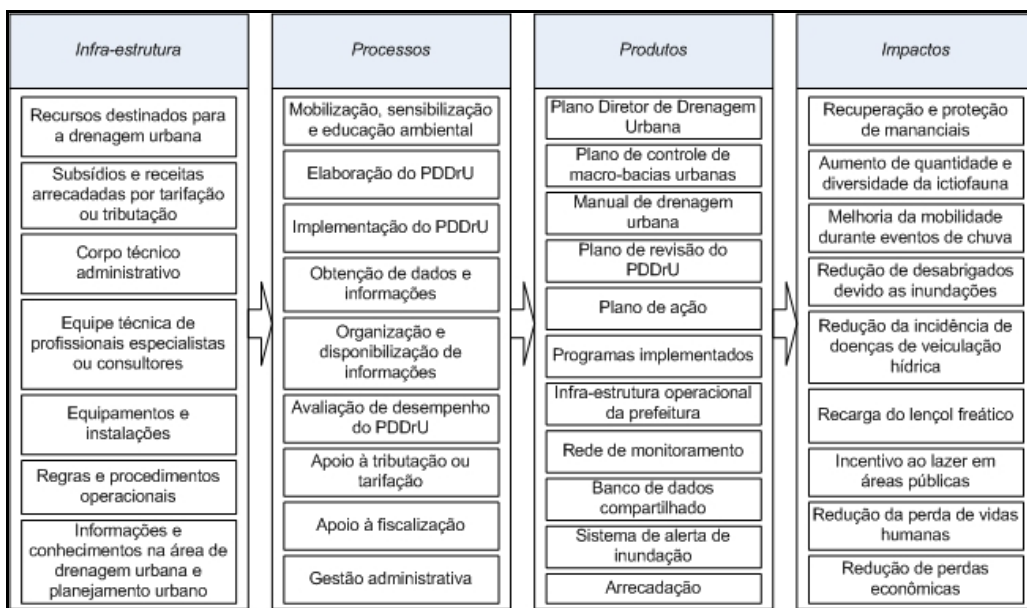 Infra-estrutura
Recursos destinados para
a drenagem urbana
Subsídios e receitas
arrecadadas por tarifação
ou tributação
Corpo técnico
administrativo
Equipe técnica de
profissionais especialistas
ou consultores
Equipamentos e
instalações
Regras e procedimentos
operacionais
Informações e
conhecimentos na área de
drenagem urbana e
planejamento urbano
Processos
Mobilização, sensibilização
e educação ambiental
Elaboração do PDDrU
Implementação do PDDrU
Obtenção de dados e
informações
Organização e
disponibilização de
informações
Avaliação de desempenho
do PDDrU
Apoio à tributação ou
tarifação
Apoio à fiscalização
Gestão administrativa
Produtos
Plano Diretor de Drenagem
Urbana
Plano de controle de
macro-bacias urbanas
Manual de drenagem
urbana
Plano de revisão do
PDDrU
Plano de ação
Programas implementados
Infra-estrutura operacional
da prefeitura
Rede de monitoramento
Banco de dados
compartilhado
Sistema de alerta de
inundação
Arrecadação
Impactos
Recuperação e proteção
de mananciais
Aumento de quantidade e
diversidade da ictiofauna
Melhoria da mobilidade
durante eventos de chuva
Redução de desabrigados
devido as inundações
Redução da incidência de
doenças de veiculação
hídrica
Recarga do lençol freático
Incentivo ao lazer em
áreas públicas
Redução da perda de vidas
humanas
Redução de perdas
econômicas